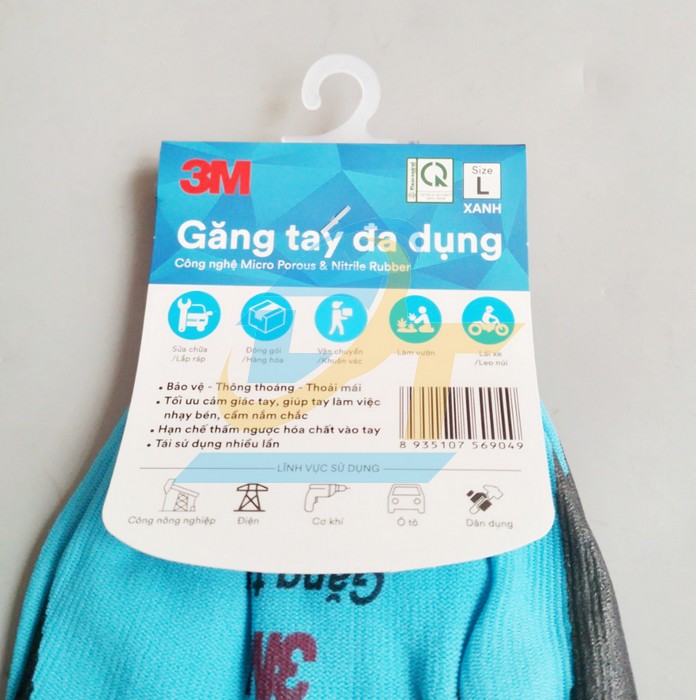 3M
Size
L
XANH
Găng tay đa dụng
Công nghệ Micro Porous & Nitrile Rubber
Sửa chữa
/Lắp ráp
Đóng gói
/Hàng hóa
Vận chuyển
/Khuân vác
Làm vườn
Lái xe
/Leo núi
• Bảo vệ - Thông thoáng - Thoải mái
• Tối ưu cảm giác tay, giúp tay làm việc
nhạy bén, cầm nắm chắc
• Hạn chế thấm ngược hóa chất vào tay
• Tái sử dụng nhiều lần
8 935107 569049
LĨNH VỰC SỬ DỤNG
Công nông nghiệp
Điện
Cơ khí
Ô tô
Dân dụng
Găng t
3M